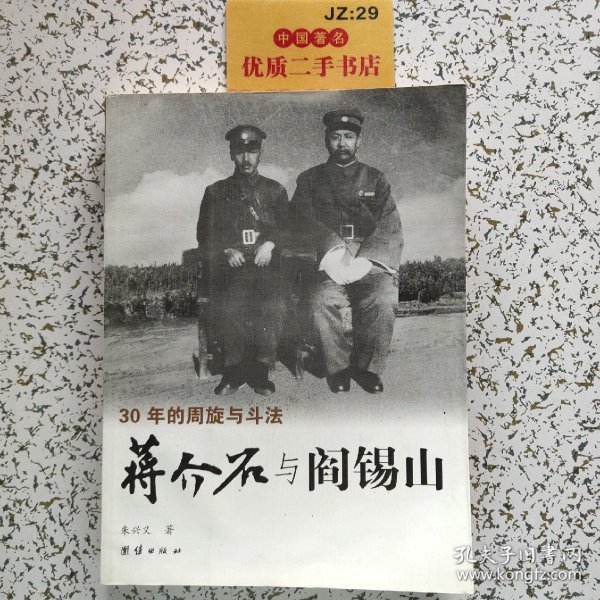 JZ:29
中国著名
优质二手书店
30 年的周旋与斗法
蒋介石与阎锡山
朱兴义 著
团结出版社
孔夫子旧书网
www.kongfz.com